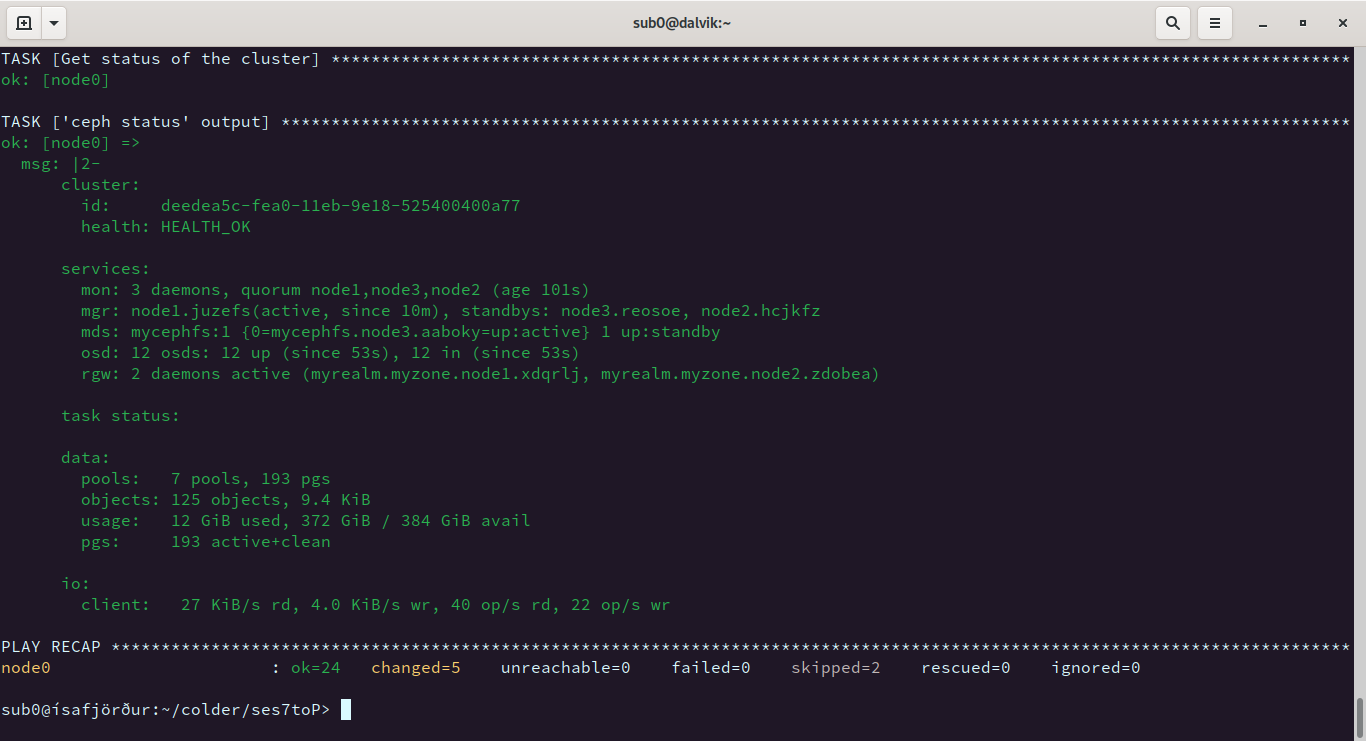 sub0@dalvik:~
TASK [Get status of the cluster] ******************************************************************************************************
ok: [node0]
TASK ['ceph status' output] ***********************************************************************************************************
ok: [node0] =>
  msg: |2-
      cluster:
        id:     deedea5c-fea0-11eb-9e18-525400400a77
        health: HEALTH_OK
      services:
        mon: 3 daemons, quorum node1,node3,node2 (age 101s)
        mgr: node1.juzefs(active, since 10m), standbys: node3.reosoe, node2.hcjkfz
        mds: mycephfs:1 {0=mycephfs.node3.aaboky=up:active} 1 up:standby
        osd: 12 osds: 12 up (since 53s), 12 in (since 53s)
        rgw: 2 daemons active (myrealm.myzone.node1.xdqrlj, myrealm.myzone.node2.zdobea)
      task status:
      data:
        pools:   7 pools, 193 pgs
        objects: 125 objects, 9.4 KiB
        usage:   12 GiB used, 372 GiB / 384 GiB avail
        pgs:     193 active+clean
      io:
        client:   27 KiB/s rd, 4.0 KiB/s wr, 40 op/s rd, 22 op/s wr
PLAY RECAP ****************************************************************************************************************************
node0                      : ok=24   changed=5    unreachable=0    failed=0    skipped=2    rescued=0    ignored=0
sub0@ísafjörður:~/colder/ses7toP>